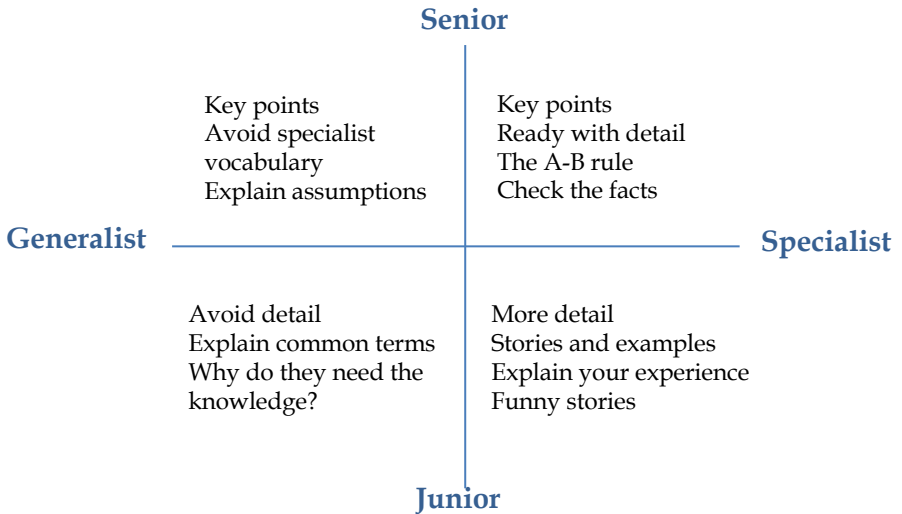 Senior
Key points
Avoid specialist
vocabulary
Explain assumptions
Key points
Ready with detail
The A-B rule
Check the facts
Generalist
Specialist
Avoid detail
Explain common terms
Why do they need the
knowledge?
More detail
Stories and examples
Explain your experience
Funny stories
Junior